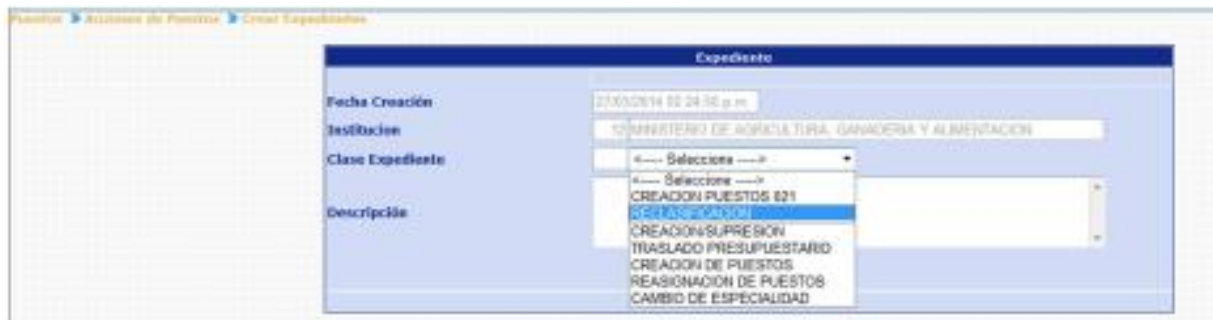 Puestos Acciones de Puestos Crear Expedientes
Expediente
Fecha Creación
27/03/2014 02:24:50 p.m.
Institucion 12 MINISTERIO DE AGRICULTURA, GANADERIA Y ALIMENTACION
Clase Expediente <---- Seleccione ---->
<---- Seleccione ---->
CREACION PUESTOS 021
RECLASIFICACION
Descripción
CREACION/SUPRESION
TRASLADO PRESUPUESTARIO
CREACION DE PUESTOS
REASIGNACION DE PUESTOS
CAMBIO DE ESPECIALIDAD